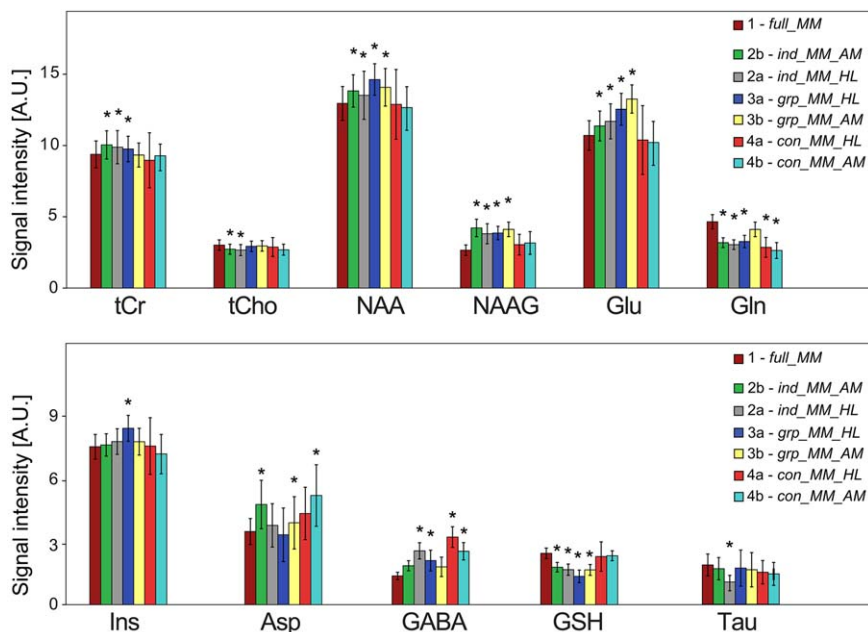 Signal intensity [A.U.]
15
10
5
0
* * * * * * * * * * * * * * * * * * * * * *
tCr tCho NAA NAAG Glu Gln
1 - full_MM
2b - ind_MM_AM
2a - ind_MM_HL
3a - grp_MM_HL
3b - grp_MM_AM
4a - con_MM_HL
4b - con_MM_AM
Signal intensity [A.U.]
9
6
3
0
* * * * * * * * * * * * *
Ins Asp GABA GSH Tau
1 - full_MM
2b - ind_MM_AM
2a - ind_MM_HL
3a - grp_MM_HL
3b - grp_MM_AM
4a - con_MM_HL
4b - con_MM_AM